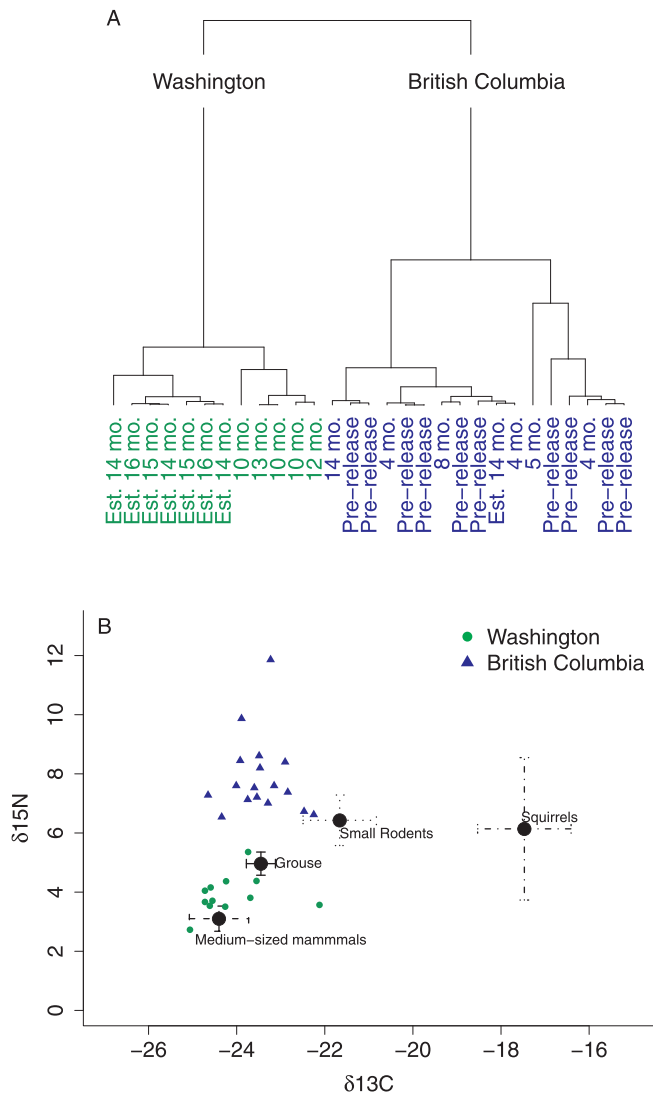 A
Washington
British Columbia
Est. 14 mo.
Est. 16 mo.
Est. 15 mo.
Est. 14 mo.
Est. 15 mo.
Est. 16 mo.
Est. 14 mo.
10 mo.
13 mo.
10 mo.
10 mo.
12 mo.
14 mo.
Pre−release
Pre−release
4 mo.
Pre−release
Pre−release
8 mo.
Pre−release
Pre−release
Est. 14 mo.
4 mo.
5 mo.
Pre−release
Pre−release
4 mo.
Pre−release
Pre−release
B
Washington
British Columbia
12
10
8
6
4
2
0
δ15N
Squirrels
Small Rodents
Grouse
Medium−sized mammmals
−26
−24
−22
−20
−18
−16
δ13C